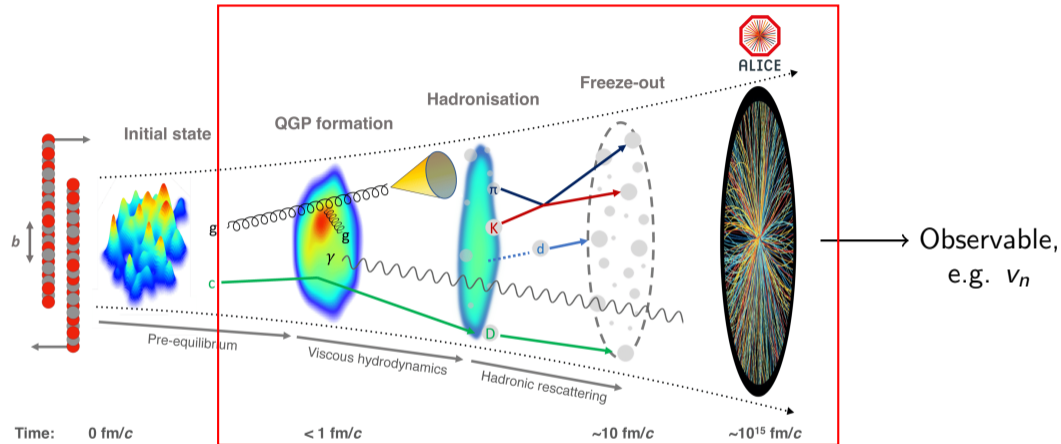 ALICE
Freeze-out
Hadronisation
QGP formation
Initial state
b
g
g
γ
c
π
K
d
D
Observable,
e.g. vₙ
Pre-equilibrium
Viscous hydrodynamics
Hadronic rescattering
Time: 0 fm/c < 1 fm/c ~10 fm/c ~10¹⁵ fm/c